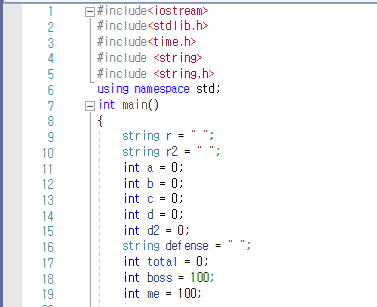 1 #include<iostream>
2 #include<stdlib.h>
3 #include<time.h>
4 #include <string>
5 #include <string.h>
6 using namespace std;
7 int main()
8 {
9 string r = " ";
10 string r2 = " ";
11 int a = 0;
12 int b = 0;
13 int c = 0;
14 int d = 0;
15 int d2 = 0;
16 string defense = " ";
17 int total = 0;
18 int boss = 100;
19 int me = 100;